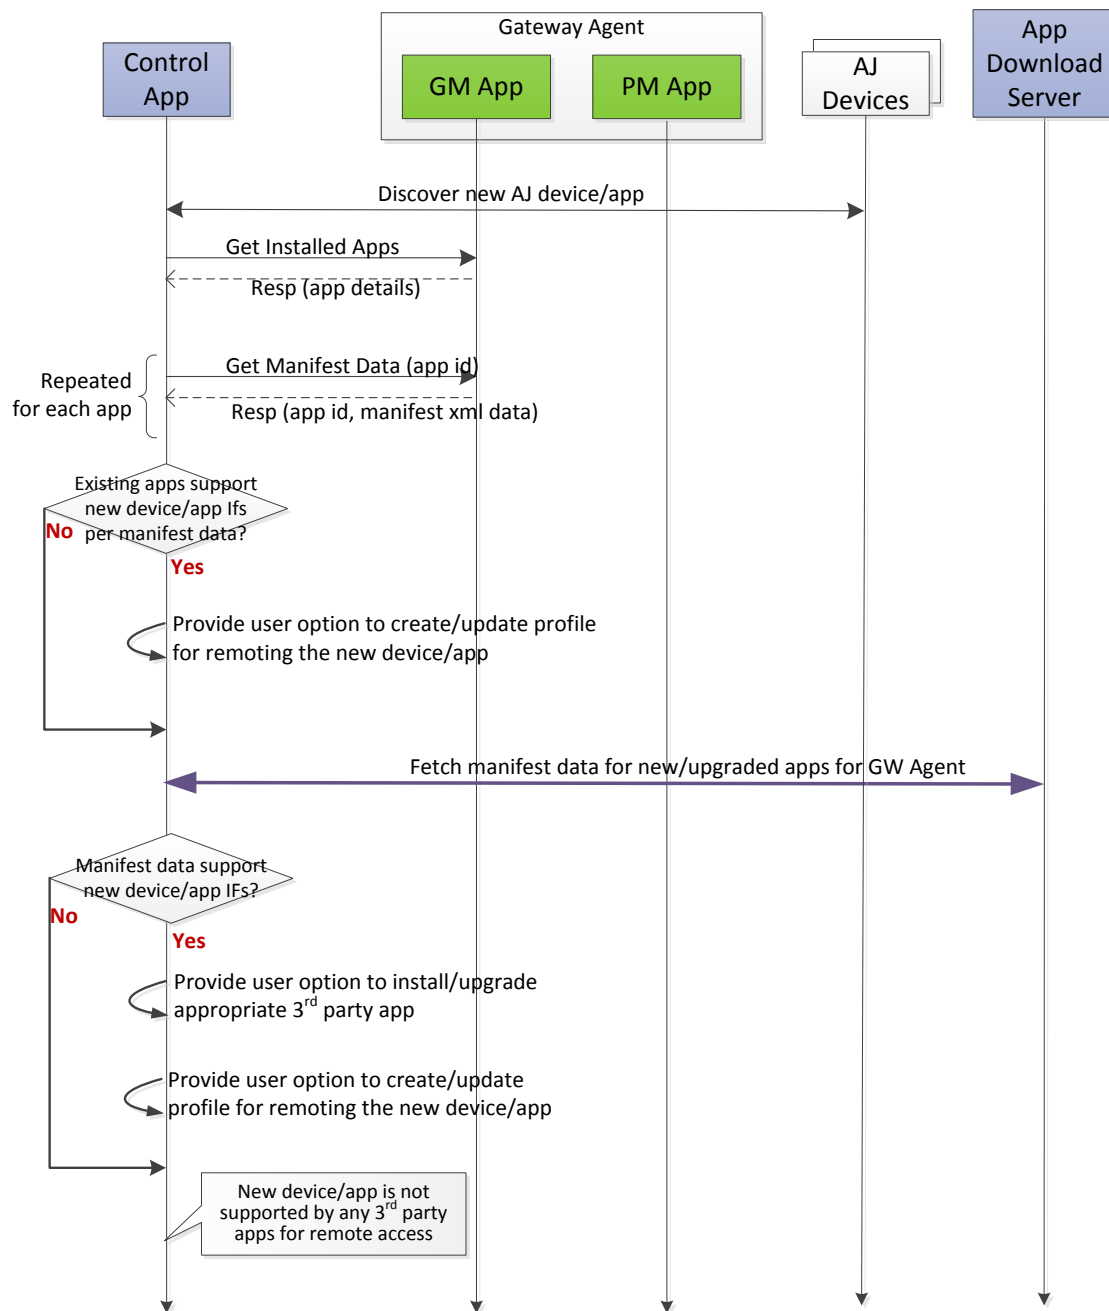 Gateway Agent
Control
App
GM App
PM App
AJ
Devices
App
Download
Server
Discover new AJ device/app
Get Installed Apps
Resp (app details)
Repeated
for each app
Get Manifest Data (app id)
Resp (app id, manifest xml data)
Existing apps support
new device/app Ifs
per manifest data?
No
Yes
Provide user option to create/update profile
for remoting the new device/app
Fetch manifest data for new/upgraded apps for GW Agent
Manifest data support
new device/app IFs?
No
Yes
Provide user option to install/upgrade
appropriate 3rd party app
Provide user option to create/update
profile for remoting the new device/app
New device/app is not
supported by any 3rd party
apps for remote access